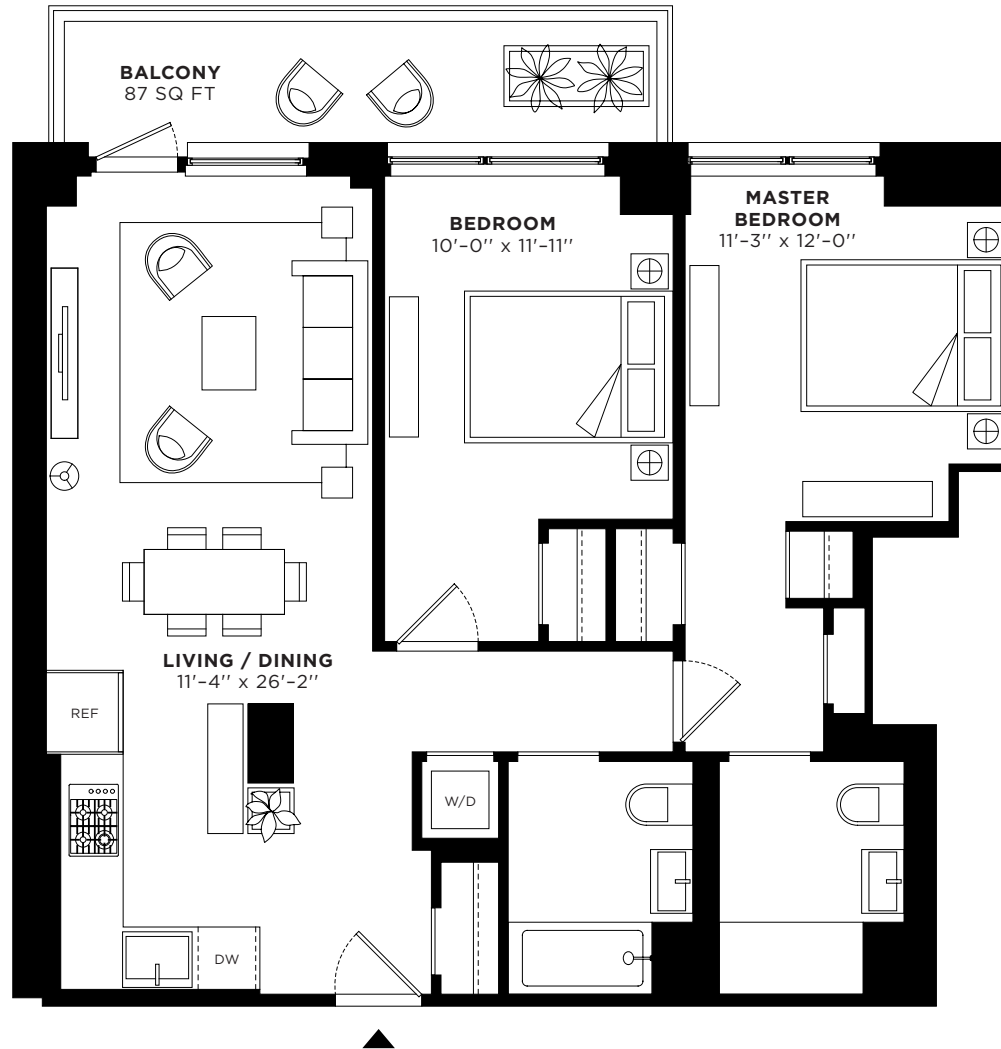 BALCONY
87 SQ FT
BEDROOM
10'-0'' x 11'-11''
MASTER
BEDROOM
11'-3'' x 12'-0''
LIVING / DINING
11'-4'' x 26'-2''
REF
W/D
DW